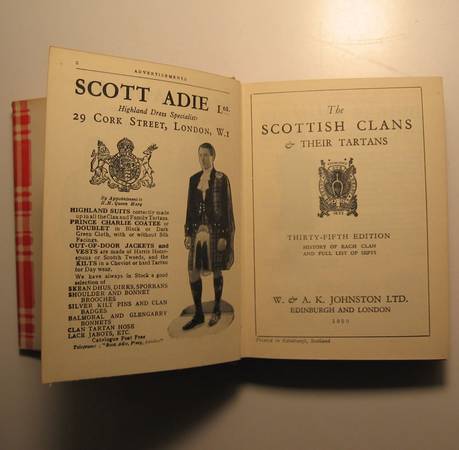 2
ADVERTISEMENTS
SCOTT ADIE LTD.
Highland Dress Specialists
29 CORK STREET, LONDON, W.1
By Appointment to
H.M. Queen Mary
HIGHLAND SUITS correctly made
up in all the Clan and Family Tartans.
PRINCE CHARLIE COATEE or
DOUBLET in Black or Dark
Green Cloth, with or without Silk
Facings.
OUT-OF-DOOR JACKETS and
VESTS are made of Harris Home-
spuns or Scotch Tweeds, and the
KILTS in a Cheviot or hard Tartan
for Day wear.
We have always in Stock a good
selection of
SKEAN DHUS, DIRKS, SPORRANS
SHOULDER AND BONNET
BROOCHES
SILVER KILT PINS AND CLAN
BADGES
BALMORAL AND GLENGARRY
BONNETS
CLAN TARTAN HOSE
LACE JABOTS, ETC.
Catalogue Post Free
Telegrams: "Scott Adie, Piccy, London"
The
SCOTTISH CLANS
& THEIR TARTANS
THIRTY-FIFTH EDITION
HISTORY OF EACH CLAN
AND FULL LIST OF SEPTS
W. & A. K. JOHNSTON LTD.
EDINBURGH AND LONDON
Printed in Edinburgh, Scotland